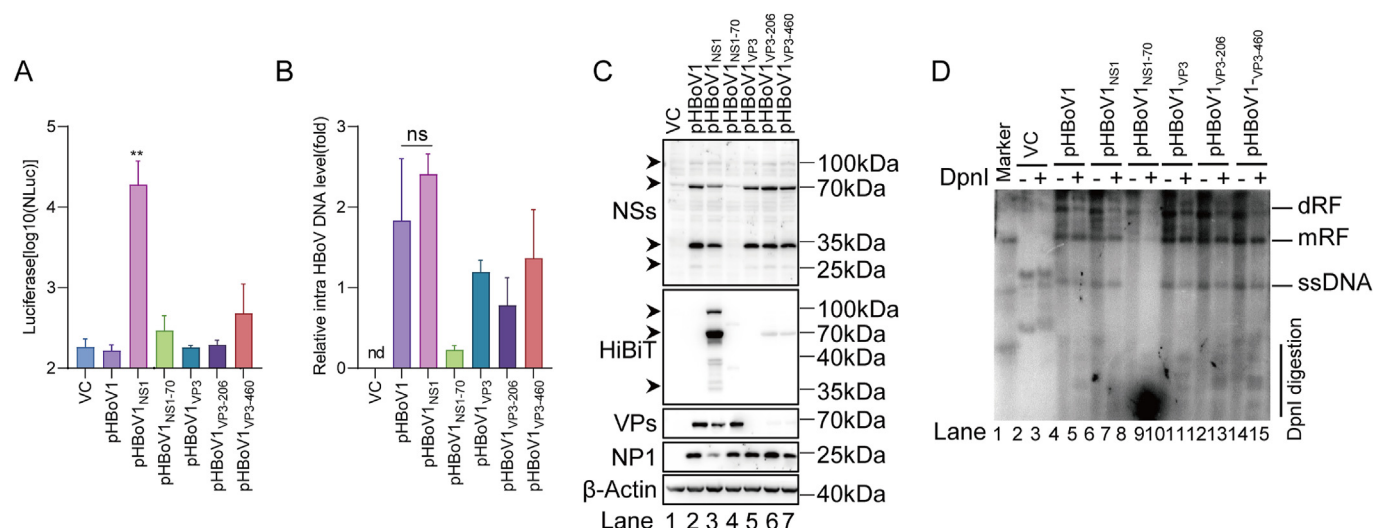 A
Luciferase[log10(NLuc)]
5
4
3
2
**
VC
pHBoV1
pHBoV1NS1
pHBoV1NS1-70
pHBoV1VP3
pHBoV1VP3-206
pHBoV1VP3-460
B
Relative intra HBoV DNA level(fold)
3
2
1
0
nd
ns
VC
pHBoV1
pHBoV1NS1
pHBoV1NS1-70
pHBoV1VP3
pHBoV1VP3-206
pHBoV1VP3-460
C
VC
pHBoV1
pHBoV1NS1
pHBoV1NS1-70
pHBoV1VP3
pHBoV1VP3-206
pHBoV1VP3-460
NSs
100kDa
70kDa
35kDa
25kDa
HiBiT
100kDa
70kDa
40kDa
35kDa
VPs
70kDa
NP1
25kDa
β-Actin
40kDa
Lane 1 2 3 4 5 6 7
D
Marker
VC
pHBoV1
pHBoV1NS1
pHBoV1NS1-70
pHBoV1VP3
pHBoV1VP3-206
pHBoV1-VP3-460
DpnI - + - + - + - + - + - + - +
dRF
mRF
ssDNA
DpnI digestion
Lane 1 2 3 4 5 6 7 8 9 10 11 12 13 14 15